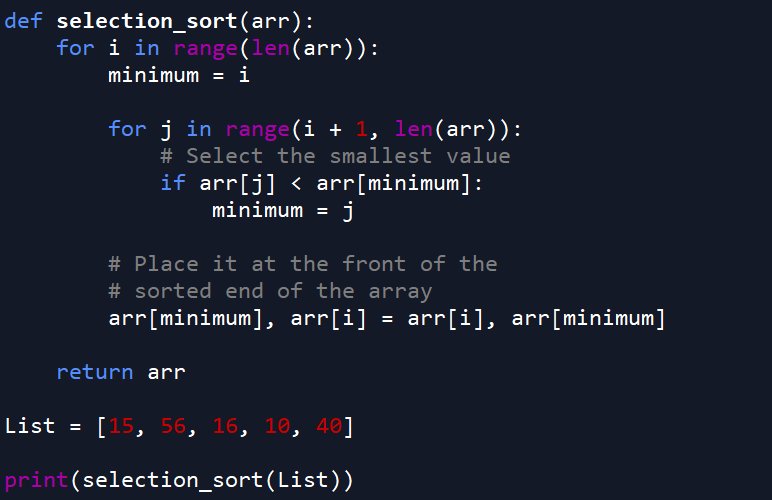 def selection_sort(arr):
    for i in range(len(arr)):
        minimum = i

        for j in range(i + 1, len(arr)):
            # Select the smallest value
            if arr[j] < arr[minimum]:
                minimum = j

        # Place it at the front of the
        # sorted end of the array
        arr[minimum], arr[i] = arr[i], arr[minimum]

    return arr

List = [15, 56, 16, 10, 40]

print(selection_sort(List))